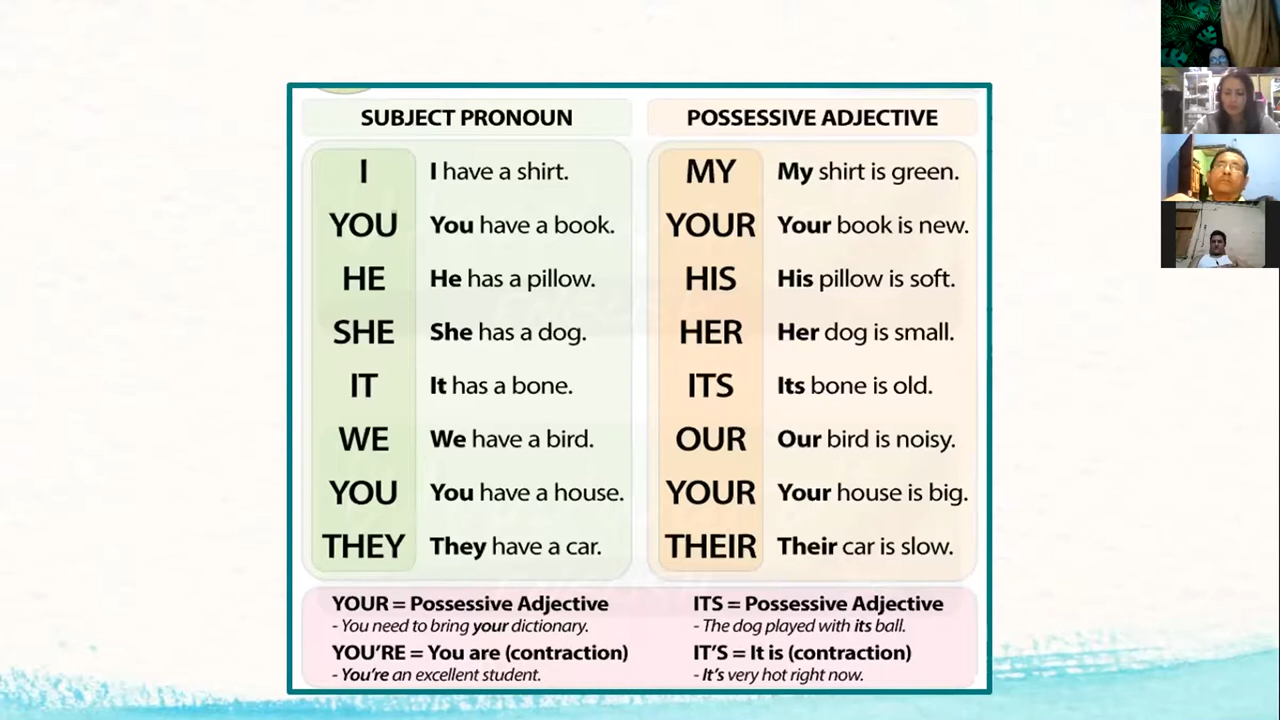 SUBJECT PRONOUN
I I have a shirt.
YOU You have a book.
HE He has a pillow.
SHE She has a dog.
IT It has a bone.
WE We have a bird.
YOU You have a house.
THEY They have a car.
POSSESSIVE ADJECTIVE
MY My shirt is green.
YOUR Your book is new.
HIS His pillow is soft.
HER Her dog is small.
ITS Its bone is old.
OUR Our bird is noisy.
YOUR Your house is big.
THEIR Their car is slow.
YOUR = Possessive Adjective
- You need to bring your dictionary.
YOU'RE = You are (contraction)
- You're an excellent student.
ITS = Possessive Adjective
- The dog played with its ball.
IT'S = It is (contraction)
- It's very hot right now.